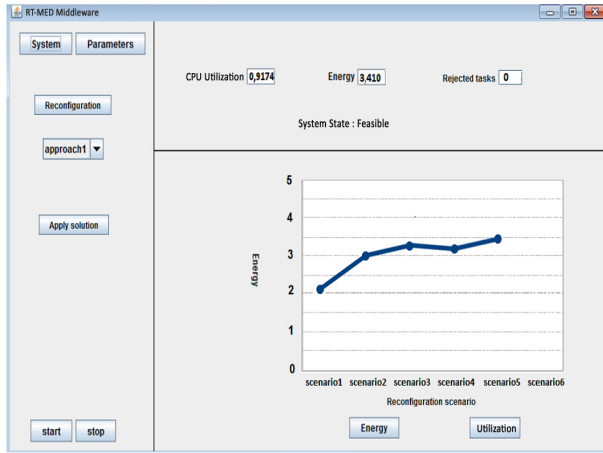 RT-MED Middleware
System Parameters
CPU Utilization 0,9174 Energy 3,410 Rejected tasks 0
Reconfiguration
System State : Feasible
approach1
Apply solution
5
4
3
2
1
0
Energy
scenario1 scenario2 scenario3 scenario4 scenario5 scenario6
Reconfiguration scenario
Energy Utilization
start stop